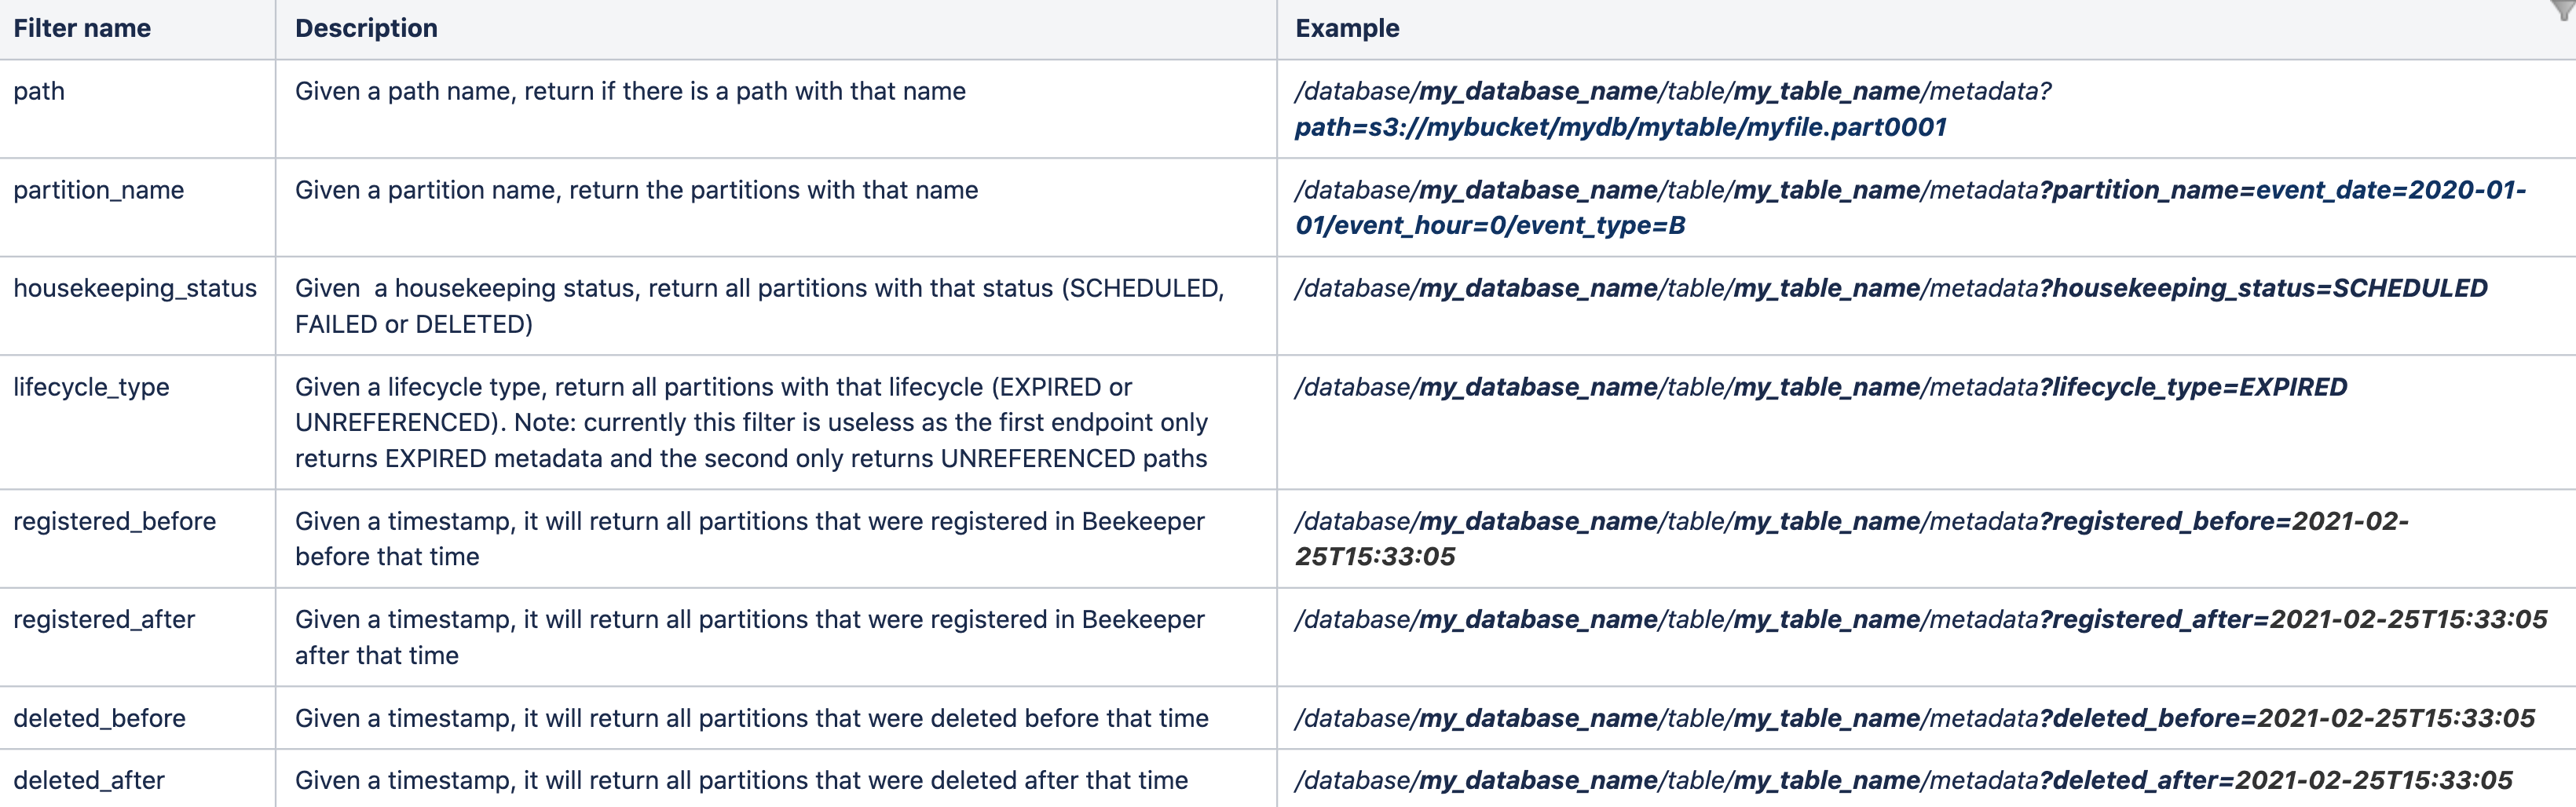 Filter name Description Example
path Given a path name, return if there is a path with that name /database/my_database_name/table/my_table_name/metadata?
path=s3://mybucket/mydb/mytable/myfile.part0001
partition_name Given a partition name, return the partitions with that name /database/my_database_name/table/my_table_name/metadata?partition_name=event_date=2020-01-
01/event_hour=0/event_type=B
housekeeping_status Given  a housekeeping status, return all partitions with that status (SCHEDULED, /database/my_database_name/table/my_table_name/metadata?housekeeping_status=SCHEDULED
FAILED or DELETED)
lifecycle_type Given a lifecycle type, return all partitions with that lifecycle (EXPIRED or /database/my_database_name/table/my_table_name/metadata?lifecycle_type=EXPIRED
UNREFERENCED). Note: currently this filter is useless as the first endpoint only
returns EXPIRED metadata and the second only returns UNREFERENCED paths
registered_before Given a timestamp, it will return all partitions that were registered in Beekeeper /database/my_database_name/table/my_table_name/metadata?registered_before=2021-02-
before that time 25T15:33:05
registered_after Given a timestamp, it will return all partitions that were registered in Beekeeper /database/my_database_name/table/my_table_name/metadata?registered_after=2021-02-25T15:33:05
after that time
deleted_before Given a timestamp, it will return all partitions that were deleted before that time /database/my_database_name/table/my_table_name/metadata?deleted_before=2021-02-25T15:33:05
deleted_after Given a timestamp, it will return all partitions that were deleted after that time /database/my_database_name/table/my_table_name/metadata?deleted_after=2021-02-25T15:33:05